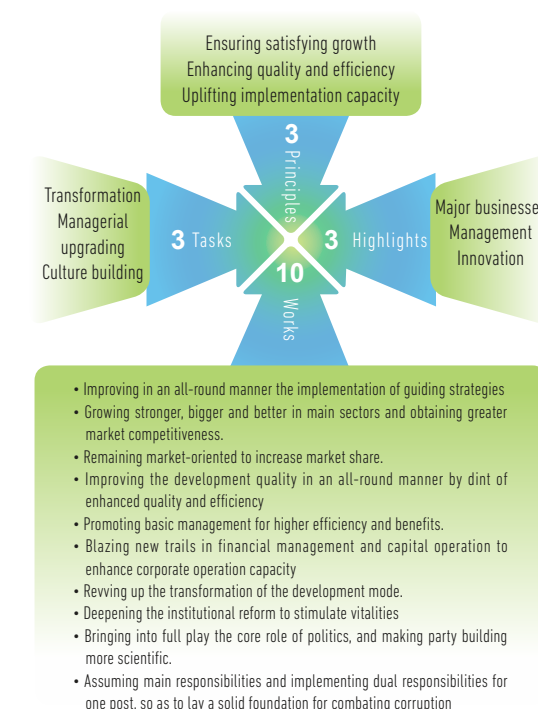 Ensuring satisfying growth
Enhancing quality and efficiency
Uplifting implementation capacity
3
Principles
Transformation
Managerial
upgrading
Culture building
3 Tasks
3 Highlights
Major businesse
Management
Innovation
10
Works
• Improving in an all-round manner the implementation of guiding strategies
• Growing stronger, bigger and better in main sectors and obtaining greater
market competitiveness.
• Remaining market-oriented to increase market share.
• Improving the development quality in an all-round manner by dint of
enhanced quality and efficiency
• Promoting basic management for higher efficiency and benefits.
• Blazing new trails in financial management and capital operation to
enhance corporate operation capacity
• Revving up the transformation of the development mode.
• Deepening the institutional reform to stimulate vitalities
• Bringing into full play the core role of politics, and making party building
more scientific.
• Assuming main responsibilities and implementing dual responsibilities for
one post, so as to lay a solid foundation for combating corruption